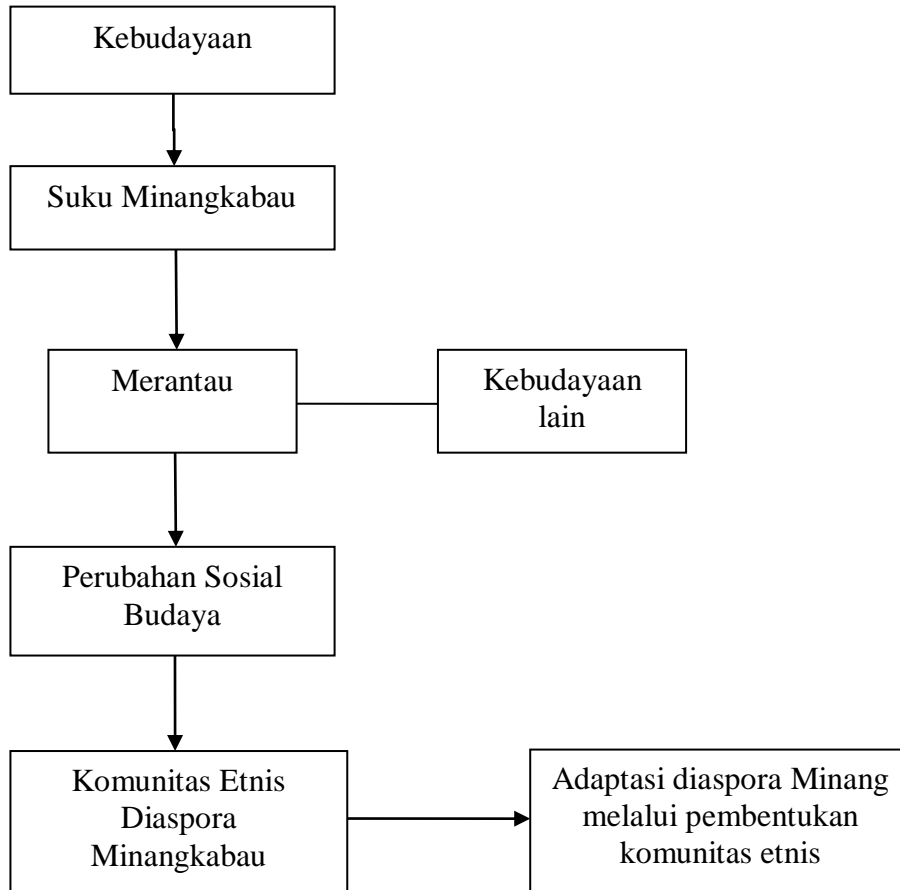 Kebudayaan
Suku Minangkabau
Merantau
Kebudayaan
lain
Perubahan Sosial
Budaya
Komunitas Etnis
Diaspora
Minangkabau
Adaptasi diaspora Minang
melalui pembentukan
komunitas etnis